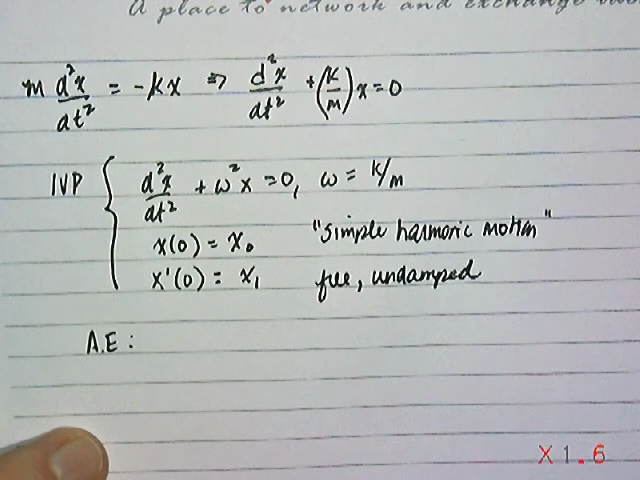 A place to network and exchange
m d²x/dt² = -kx ⇒ d²x/dt² + (k/m)x = 0
IVP { d²x/dt² + ω²x = 0, ω = k/m
x(0) = x₀ "simple harmonic motion"
x'(0) = x₁ free, undamped
A.E:
X1.6